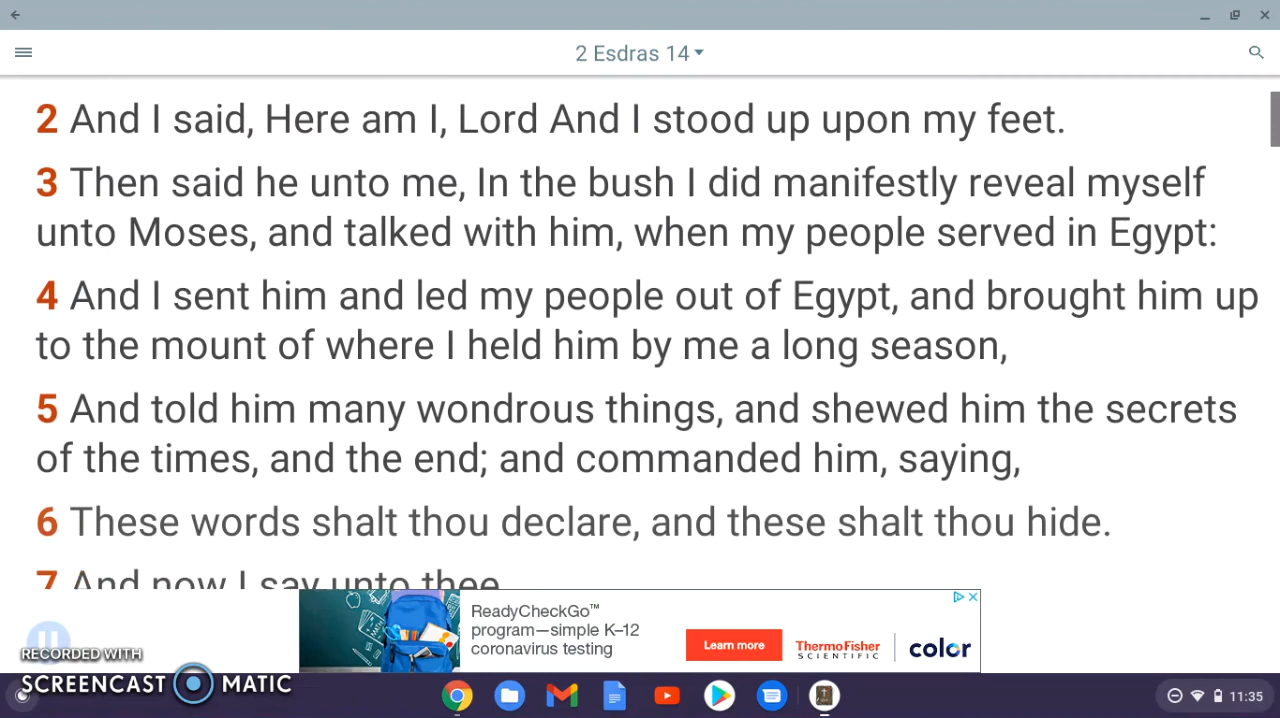 2 Esdras 14
2 And I said, Here am I, Lord And I stood up upon my feet.
3 Then said he unto me, In the bush I did manifestly reveal myself
unto Moses, and talked with him, when my people served in Egypt:
4 And I sent him and led my people out of Egypt, and brought him up
to the mount of where I held him by me a long season,
5 And told him many wondrous things, and shewed him the secrets
of the times, and the end; and commanded him, saying,
6 These words shalt thou declare, and these shalt thou hide.
7 And now I say unto thee
ReadyCheckGo™
program—simple K–12
coronavirus testing
Learn more
ThermoFisher
SCIENTIFIC
color
RECORDED WITH
SCREENCAST MATIC
11:35